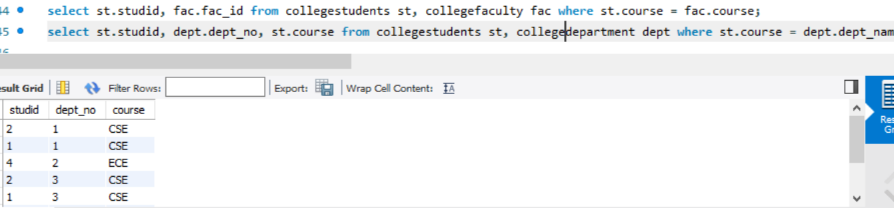 44 select st.studid, fac.fac_id from collegestudents st, collegefaculty fac where st.course = fac.course;
45 select st.studid, dept.dept_no, st.course from collegestudents st, collegedepartment dept where st.course = dept.dept_nam
Result Grid Filter Rows: Export: Wrap Cell Contents:
studid dept_no course
2 1 CSE
1 1 CSE
4 2 ECE
2 3 CSE
1 3 CSE